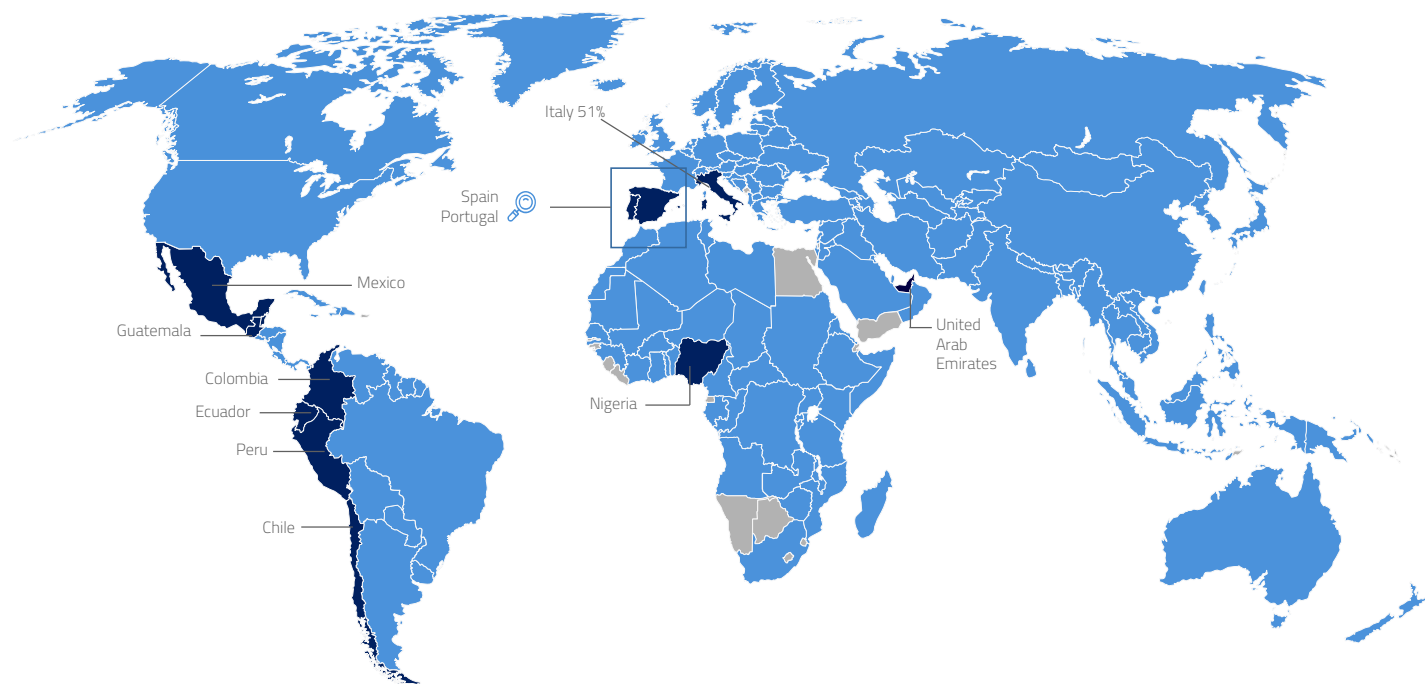 Italy 51%
Spain
Portugal
Mexico
Guatemala
United
Arab
Emirates
Colombia
Ecuador
Nigeria
Peru
Chile